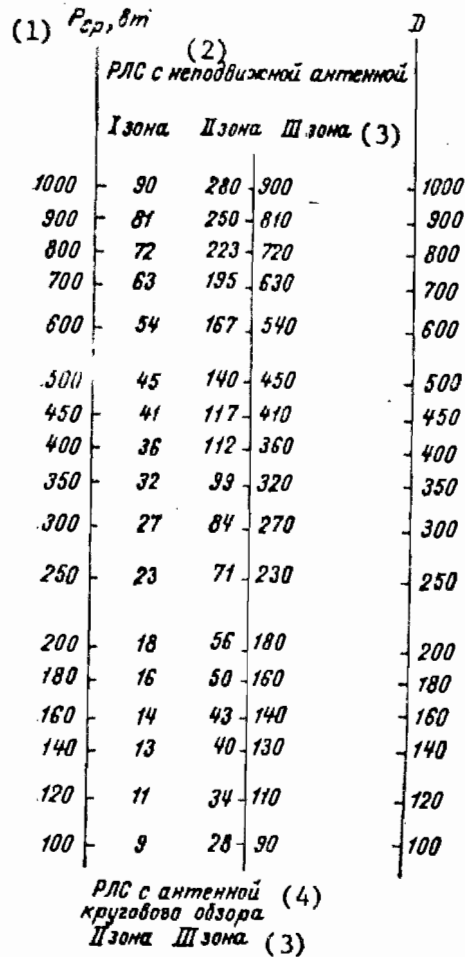 (1) Pср, вт D
(2)
РЛС с неподвижной антенной
I зона II зона III зона (3)
1000 90 280 900 1000
900 81 250 810 900
800 72 223 720 800
700 63 195 630 700
600 54 167 540 600
500 45 140 450 500
450 41 117 410 450
400 36 112 360 400
350 32 99 320 350
300 27 84 270 300
250 23 71 230 250
200 18 56 180 200
180 16 50 160 180
160 14 43 140 160
140 13 40 130 140
120 11 34 110 120
100 9 28 90 100
РЛС с антенной (4)
кругового обзора
II зона III зона (3)